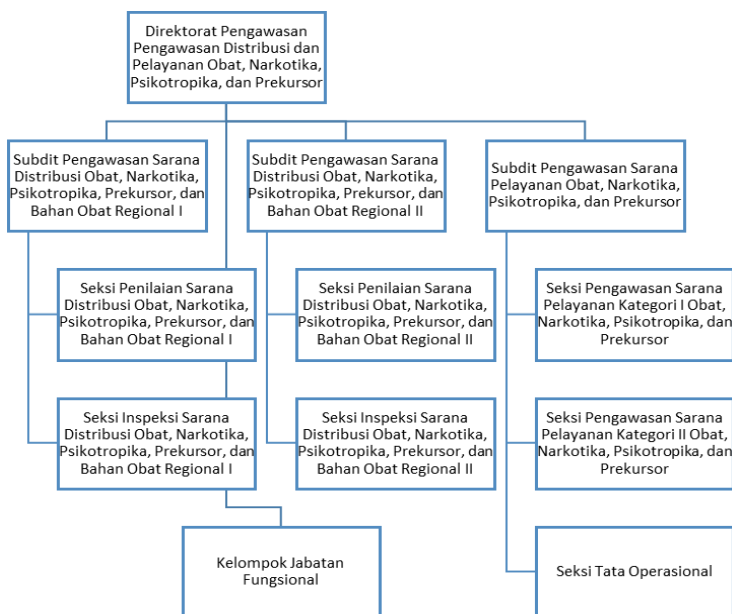 Direktorat Pengawasan
Pengawasan Distribusi dan
Pelayanan Obat, Narkotika,
Psikotropika, dan Prekursor
Subdit Pengawasan Sarana
Distribusi Obat, Narkotika,
Psikotropika, Prekursor, dan
Bahan Obat Regional I
Subdit Pengawasan Sarana
Distribusi Obat, Narkotika,
Psikotropika, Prekursor, dan
Bahan Obat Regional II
Subdit Pengawasan Sarana
Pelayanan Obat, Narkotika,
Psikotropika, dan Prekursor
Seksi Penilaian Sarana
Distribusi Obat, Narkotika,
Psikotropika, Prekursor, dan
Bahan Obat Regional I
Seksi Penilaian Sarana
Distribusi Obat, Narkotika,
Psikotropika, Prekursor, dan
Bahan Obat Regional II
Seksi Pengawasan Sarana
Pelayanan Kategori I Obat,
Narkotika, Psikotropika, dan
Prekursor
Seksi Inspeksi Sarana
Distribusi Obat, Narkotika,
Psikotropika, Prekursor, dan
Bahan Obat Regional I
Seksi Inspeksi Sarana
Distribusi Obat, Narkotika,
Psikotropika, Prekursor, dan
Bahan Obat Regional II
Seksi Pengawasan Sarana
Pelayanan Kategori II Obat,
Narkotika, Psikotropika, dan
Prekursor
Kelompok Jabatan
Fungsional
Seksi Tata Operasional